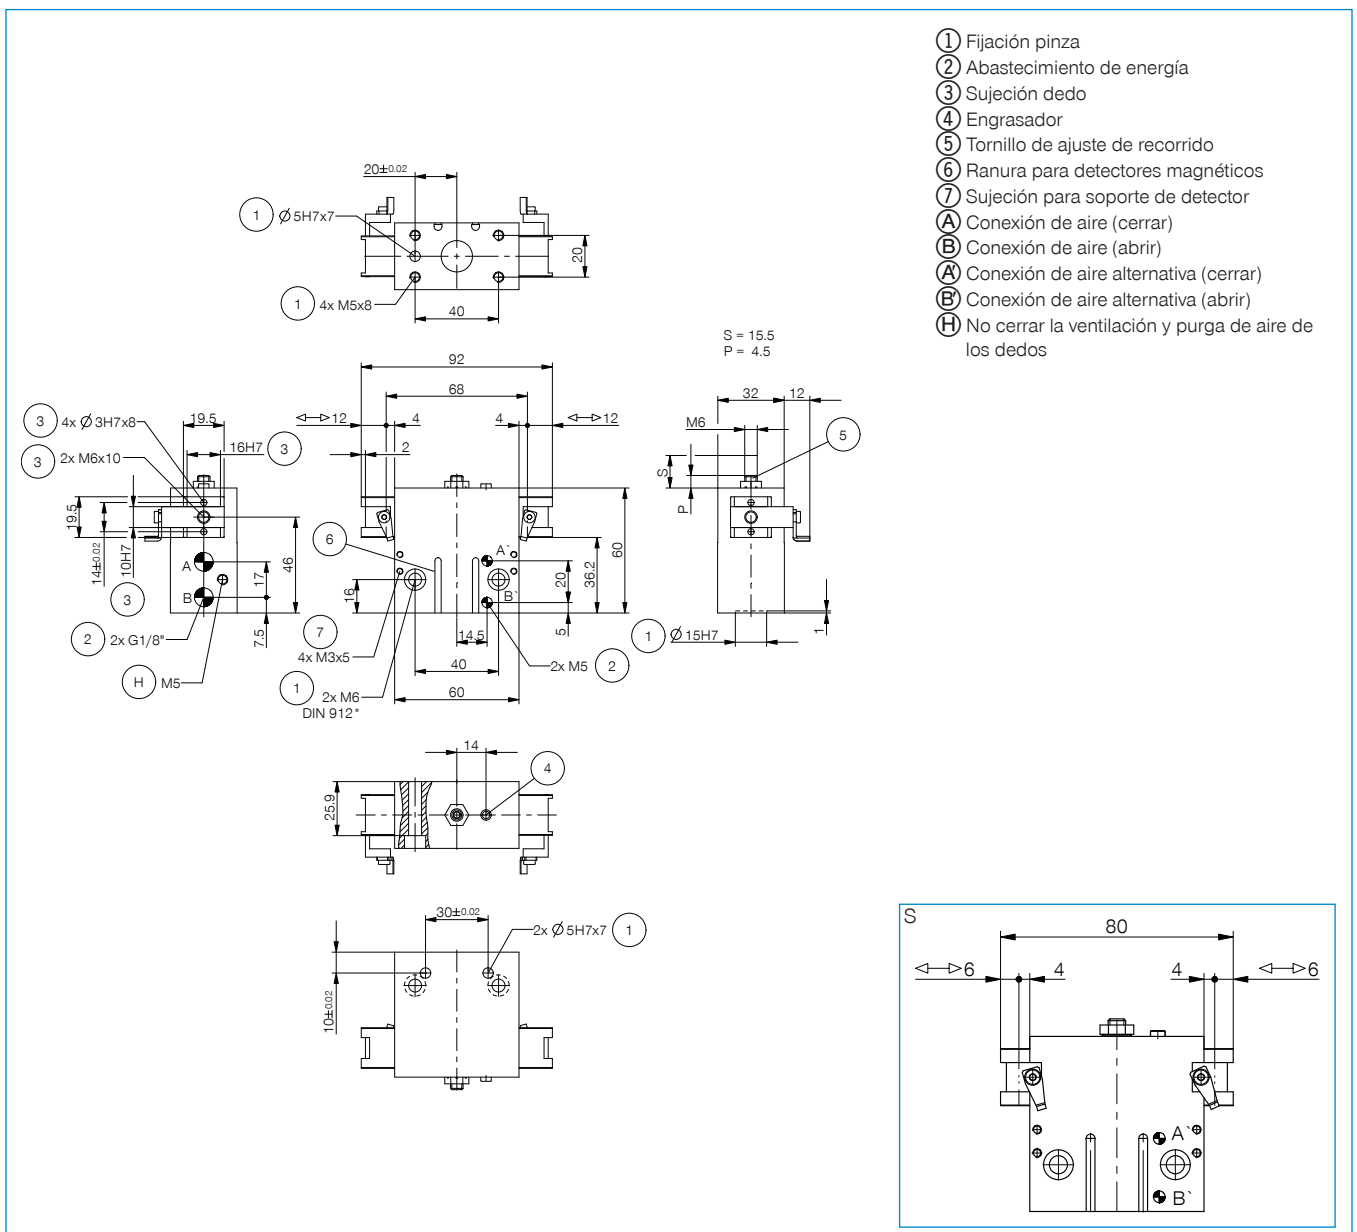 ① Fijación pinza
② Abastecimiento de energía
③ Sujeción dedo
④ Engrasador
⑤ Tornillo de ajuste de recorrido
⑥ Ranura para detectores magnéticos
⑦ Sujeción para soporte de detector
Ⓐ Conexión de aire (cerrar)
Ⓑ Conexión de aire (abrir)
A' Conexión de aire alternativa (cerrar)
B' Conexión de aire alternativa (abrir)
Ⓗ No cerrar la ventilación y purga de aire de
los dedos
20±0.02
1 Ø 5H7x7
20
1 4x M5x8
40
S = 15.5
P = 4.5
92
68
12
4
4
12
2
3 4x Ø 3H7x8
19.5
16H7 3
3 2x M6x10
19.5
14±0.02
10H7
3
A
B
17
46
7.5
2 2x G1/8"
H M5
6
A`
B`
16
20
36.2
60
5
14.5
7
4x M3x5
40
2x M5 2
1 2x M6
DIN 912*
60
32
12
M6
5
S
P
1 Ø 15H7
1
14
4
25.9
30±0.02
2x Ø 5H7x7 1
10±0.02
S
80
6
4
4
6
A`
B`